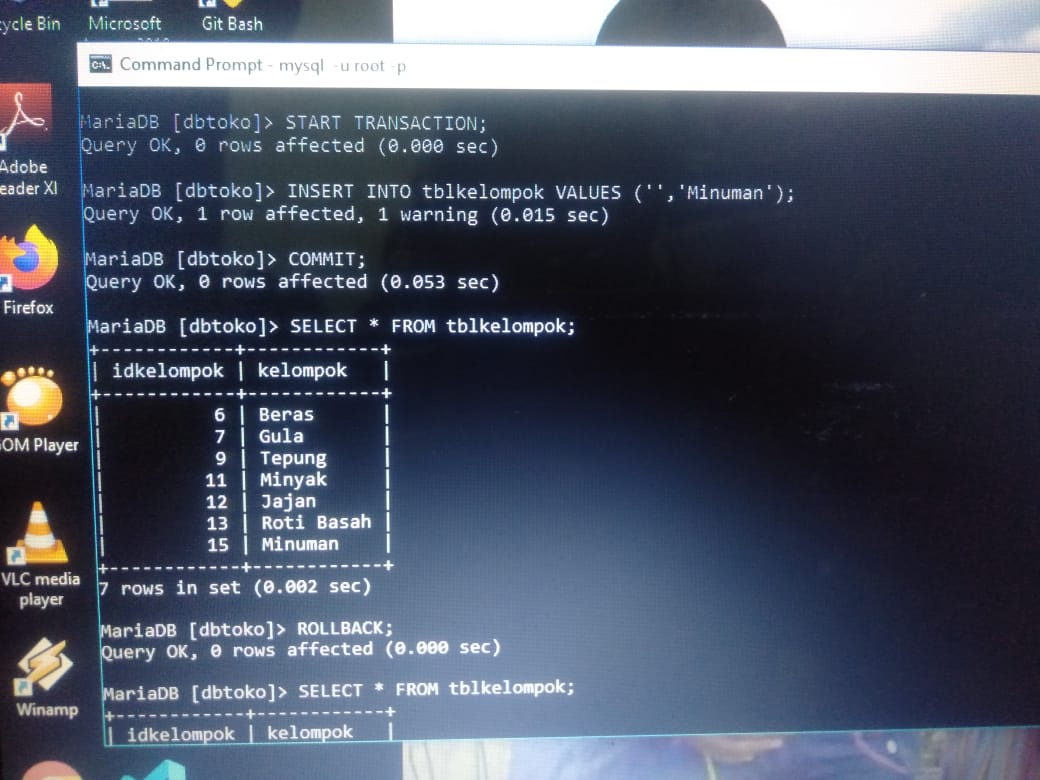 Microsoft
Git Bash
Command Prompt - mysql -u root -p
MariaDB [dbtoko]> START TRANSACTION;
Query OK, 0 rows affected (0.000 sec)
Adobe
MariaDB [dbtoko]> INSERT INTO tblkelompok VALUES ('','Minuman');
Query OK, 1 row affected, 1 warning (0.015 sec)
MariaDB [dbtoko]> COMMIT;
Query OK, 0 rows affected (0.053 sec)
Firefox
MariaDB [dbtoko]> SELECT * FROM tblkelompok;
+------------+------------+
| idkelompok | kelompok   |
+------------+------------+
|          6 | Beras      |
|          7 | Gula       |
|          9 | Tepung     |
|         11 | Minyak     |
|         12 | Jajan      |
|         13 | Roti Basah |
|         15 | Minuman    |
+------------+------------+
7 rows in set (0.002 sec)
OM Player
VLC media
player
MariaDB [dbtoko]> ROLLBACK;
Query OK, 0 rows affected (0.000 sec)
MariaDB [dbtoko]> SELECT * FROM tblkelompok;
+------------+------------+
| idkelompok | kelompok   |
Winamp
ycle Bin
eader XI